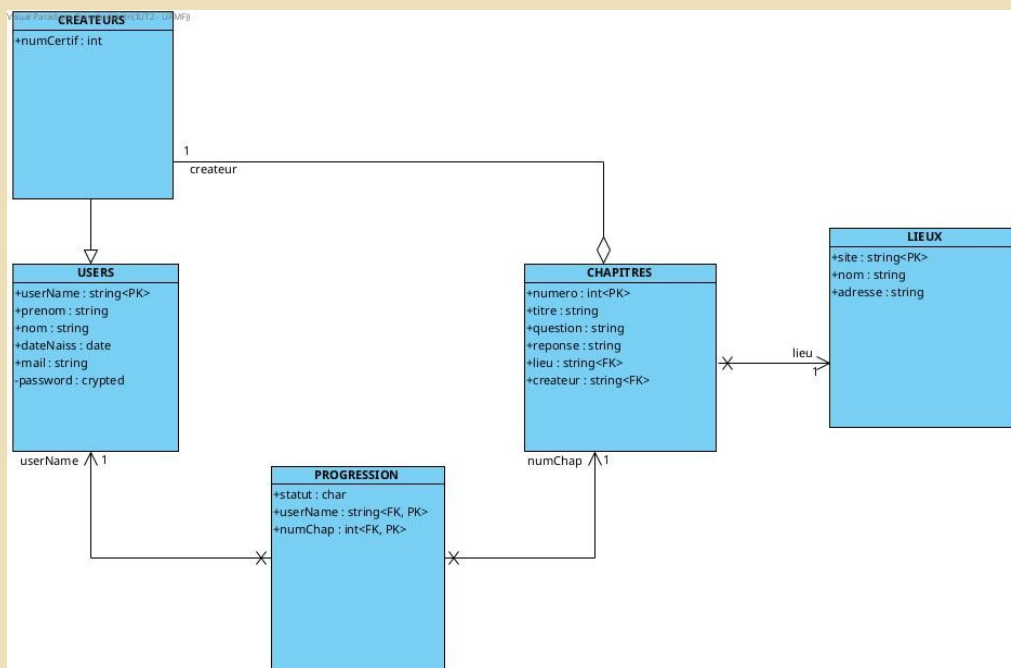 CREATEURS
+numCertif : int
1
createur
USERS
+userName : string<PK>
+prenom : string
+nom : string
+dateNaiss : date
+mail : string
-password : crypted
CHAPITRES
+numero : int<PK>
+titre : string
+question : string
+reponse : string
+lieu : string<FK>
+createur : string<FK>
LIEUX
+site : string<PK>
+nom : string
+adresse : string
lieu
1
userName
1
numChap
1
PROGRESSION
+statut : char
+userName : string<FK, PK>
+numChap : int<FK, PK>